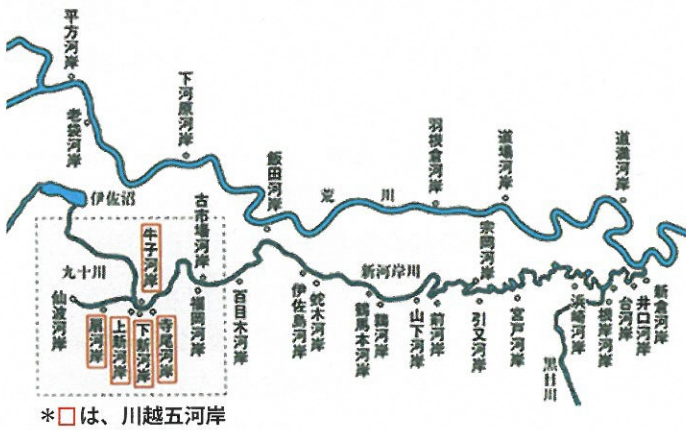 平方河岸
老袋河岸
下河原河岸
飯田河岸
荒川
羽根倉河岸
道場河岸
道満河岸
伊佐沼
九十川
牛子河岸
古市場河岸
新河岸川
宗岡河岸
仙波河岸
扇河岸
上新河岸
下新河岸
寺尾河岸
福岡河岸
百目木河岸
伊佐島河岸
蛇木河岸
鶴馬本河岸
鶉河岸
山下河岸
前河岸
引又河岸
宮戸河岸
浜崎河岸
根岸河岸
台河岸
井口河岸
新倉河岸
黒目川
*□は、川越五河岸